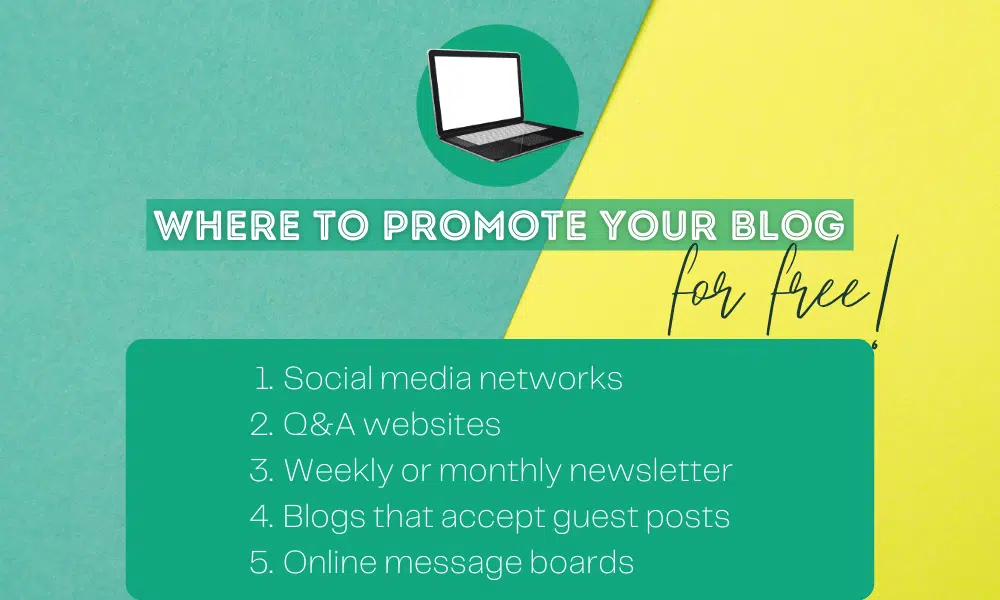 WHERE TO PROMOTE YOUR BLOG
for free!
1. Social media networks
2. Q&A websites
3. Weekly or monthly newsletter
4. Blogs that accept guest posts
5. Online message boards